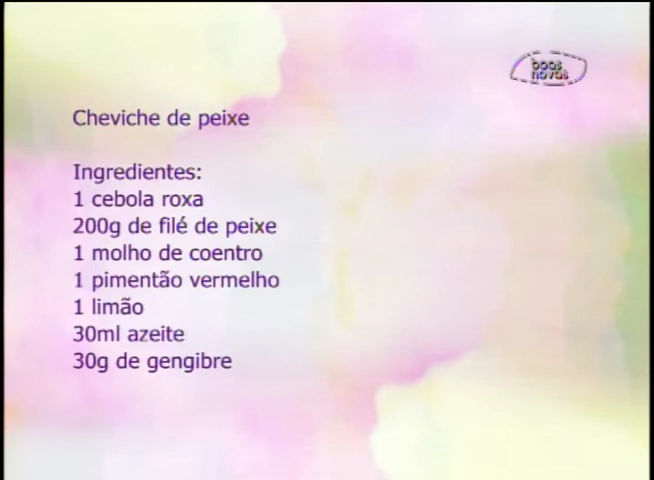 boas
novas
Cheviche de peixe
Ingredientes:
1 cebola roxa
200g de filé de peixe
1 molho de coentro
1 pimentão vermelho
1 limão
30ml azeite
30g de gengibre